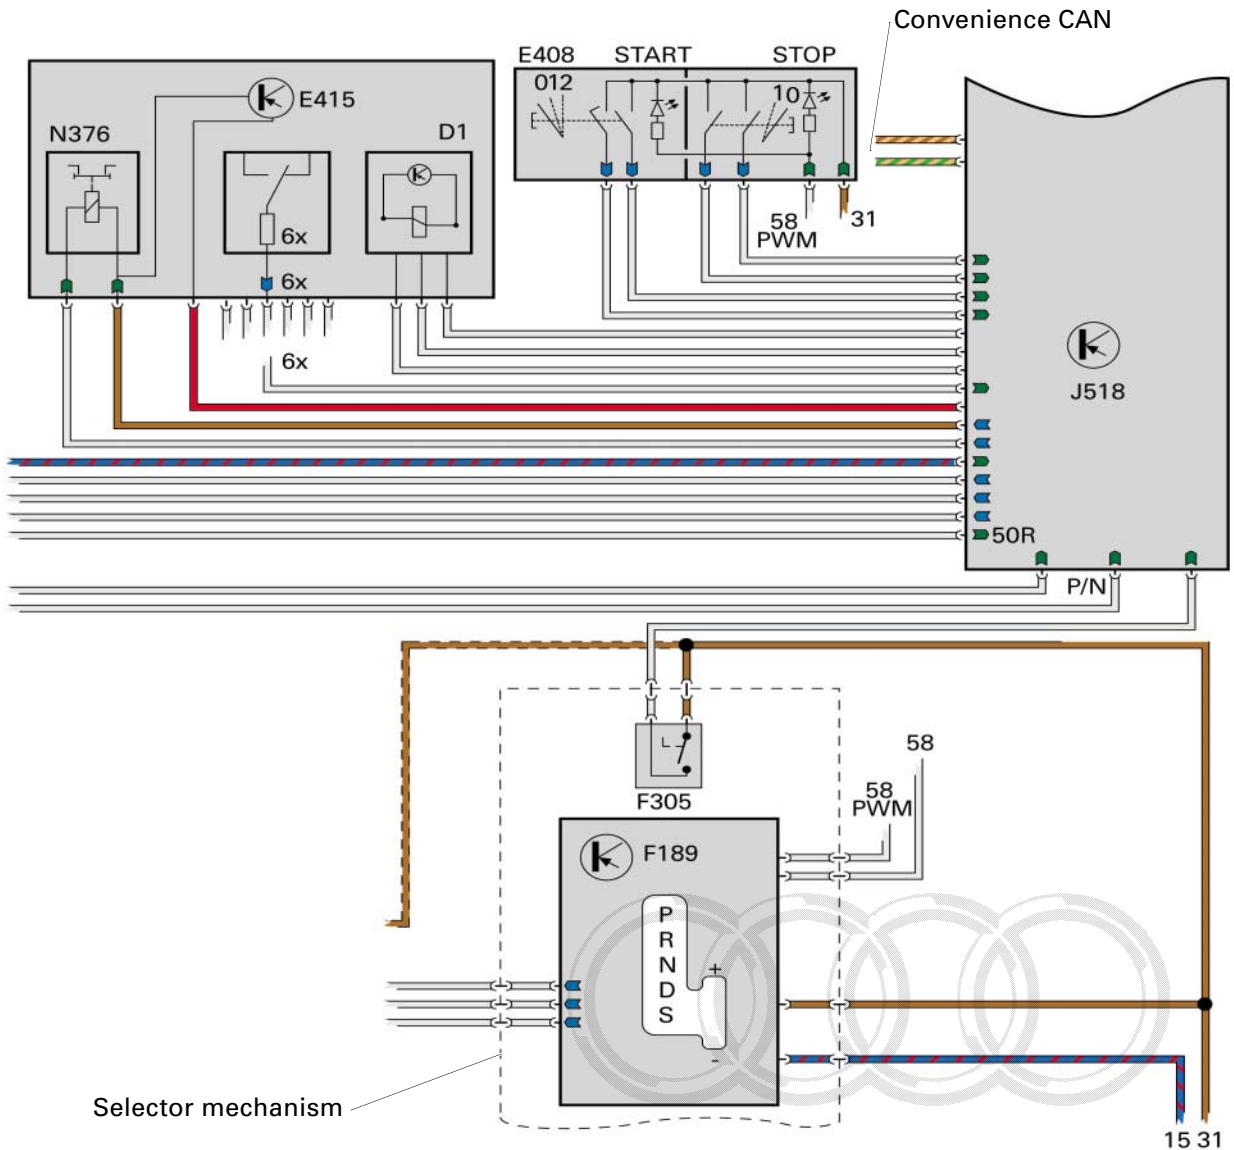 Convenience CAN
E408 START STOP
012
10
E415
N376
D1
6x
6x
6x
58
PWM
31
J518
50R
P/N
F305
58
58
PWM
F189
P
R
N
D
S
+
-
Selector mechanism
15 31